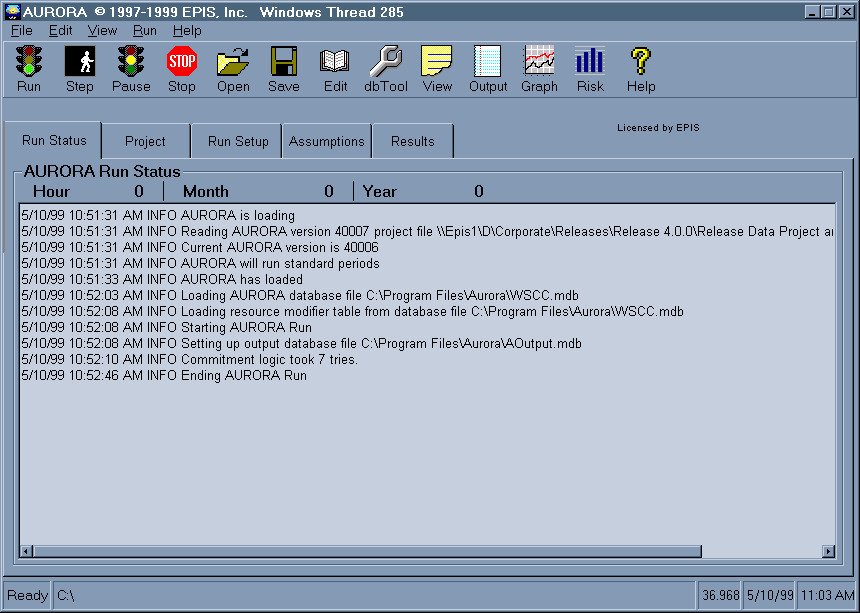 AURORA © 1997-1999 EPIS, Inc. Windows Thread 285
File Edit View Run Help
STOP
Run Step Pause Stop Open Save Edit dbTool View Output Graph Risk Help
Licensed by EPIS
Run Status Project Run Setup Assumptions Results
AURORA Run Status
Hour 0 Month 0 Year 0
5/10/99 10:51:31 AM INFO AURORA is loading
5/10/99 10:51:31 AM INFO Reading AURORA version 40007 project file \\Epis1\D\Corporate\Releases\Release 4.0.0\Release Data Project
5/10/99 10:51:31 AM INFO Current AURORA version is 40006
5/10/99 10:51:31 AM INFO AURORA will run standard periods
5/10/99 10:51:33 AM INFO AURORA has loaded
5/10/99 10:52:03 AM INFO Loading AURORA database file C:\Program Files\Aurora\WSCC.mdb
5/10/99 10:52:08 AM INFO Loading resource modifier table from database file C:\Program Files\Aurora\WSCC.mdb
5/10/99 10:52:08 AM INFO Starting AURORA Run
5/10/99 10:52:08 AM INFO Setting up output database file C:\Program Files\Aurora\AOutput.mdb
5/10/99 10:52:10 AM INFO Commitment logic took 7 tries.
5/10/99 10:52:46 AM INFO Ending AURORA Run
Ready C:\ 36.968 5/10/99 11:03 AM